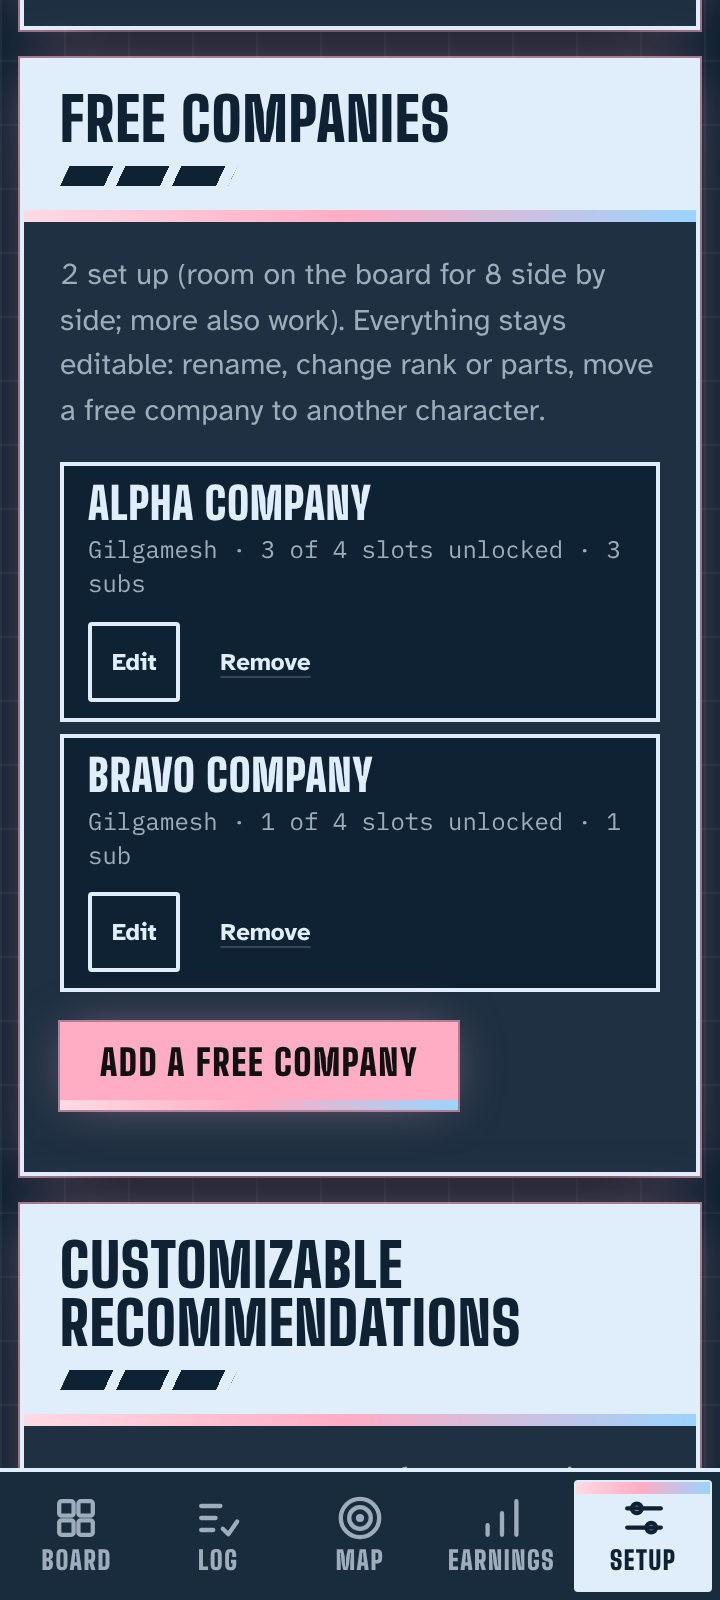 FREE COMPANIES
2 set up (room on the board for 8 side by
side; more also work). Everything stays
editable: rename, change rank or parts, move
a free company to another character.
ALPHA COMPANY
Gilgamesh · 3 of 4 slots unlocked · 3
subs
Edit Remove
BRAVO COMPANY
Gilgamesh · 1 of 4 slots unlocked · 1
sub
Edit Remove
ADD A FREE COMPANY
CUSTOMIZABLE
RECOMMENDATIONS
BOARD LOG MAP EARNINGS SETUP